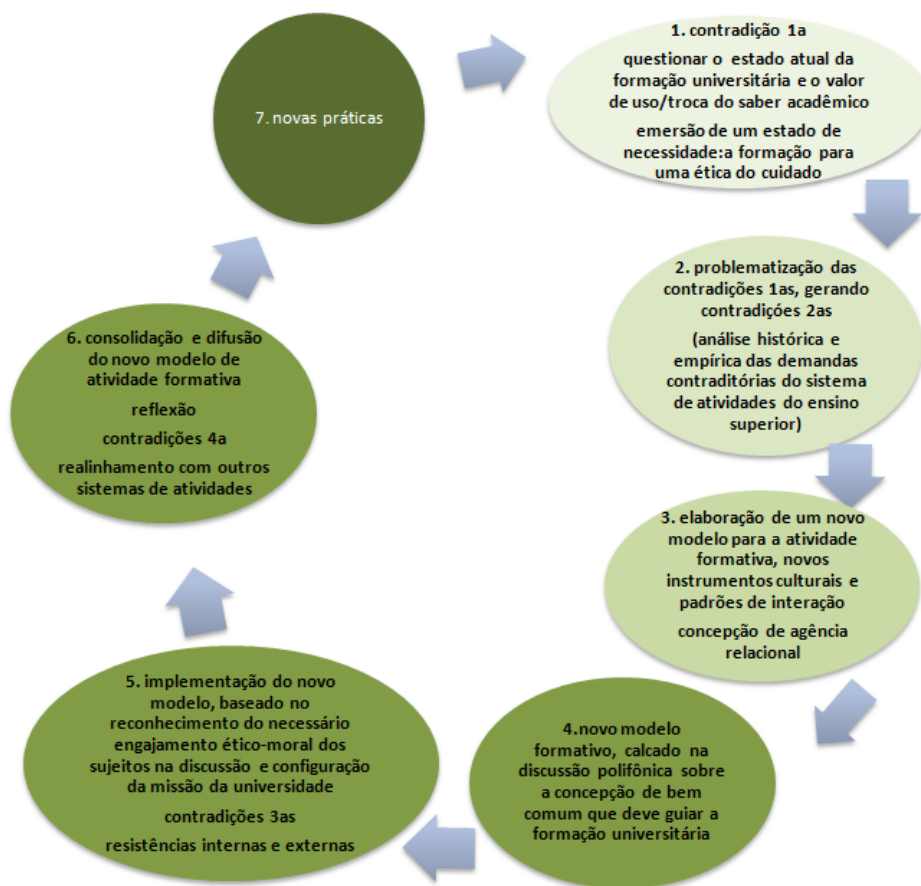 1. contradição 1a
questionar o estado atual da
formação universitária e o valor
de uso/troca do saber acadêmico
emersão de um estado de
necessidade:a formação para
uma ética do cuidado
2. problematização das
contradições 1as, gerando
contradições 2as
(análise histórica e
empírica das demandas
contraditórias do sistema
de atividades do ensino
superior)
3. elaboração de um novo
modelo para a atividade
formativa, novos
instrumentos culturais e
padrões de interação
concepção de agência
relacional
4.novo modelo
formativo, calcado na
discussão polifônica sobre
a concepção de bem
comum que deve guiar a
formação universitária
5. implementação do novo
modelo, baseado no
reconhecimento do necessário
engajamento ético-moral dos
sujeitos na discussão e configuração
da missão da universidade
contradições 3as
resistências internas e externas
6. consolidação e difusão
do novo modelo de
atividade formativa
reflexão
contradições 4a
realinhamento com outros
sistemas de atividades
7. novas práticas